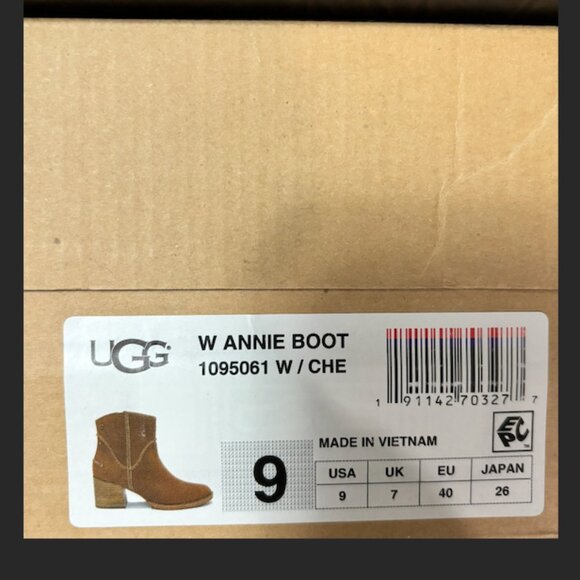 UGG
W ANNIE BOOT
1095061 W / CHE
1 91142 70327 7
EPC
MADE IN VIETNAM
9
USA UK EU JAPAN
9 7 40 26